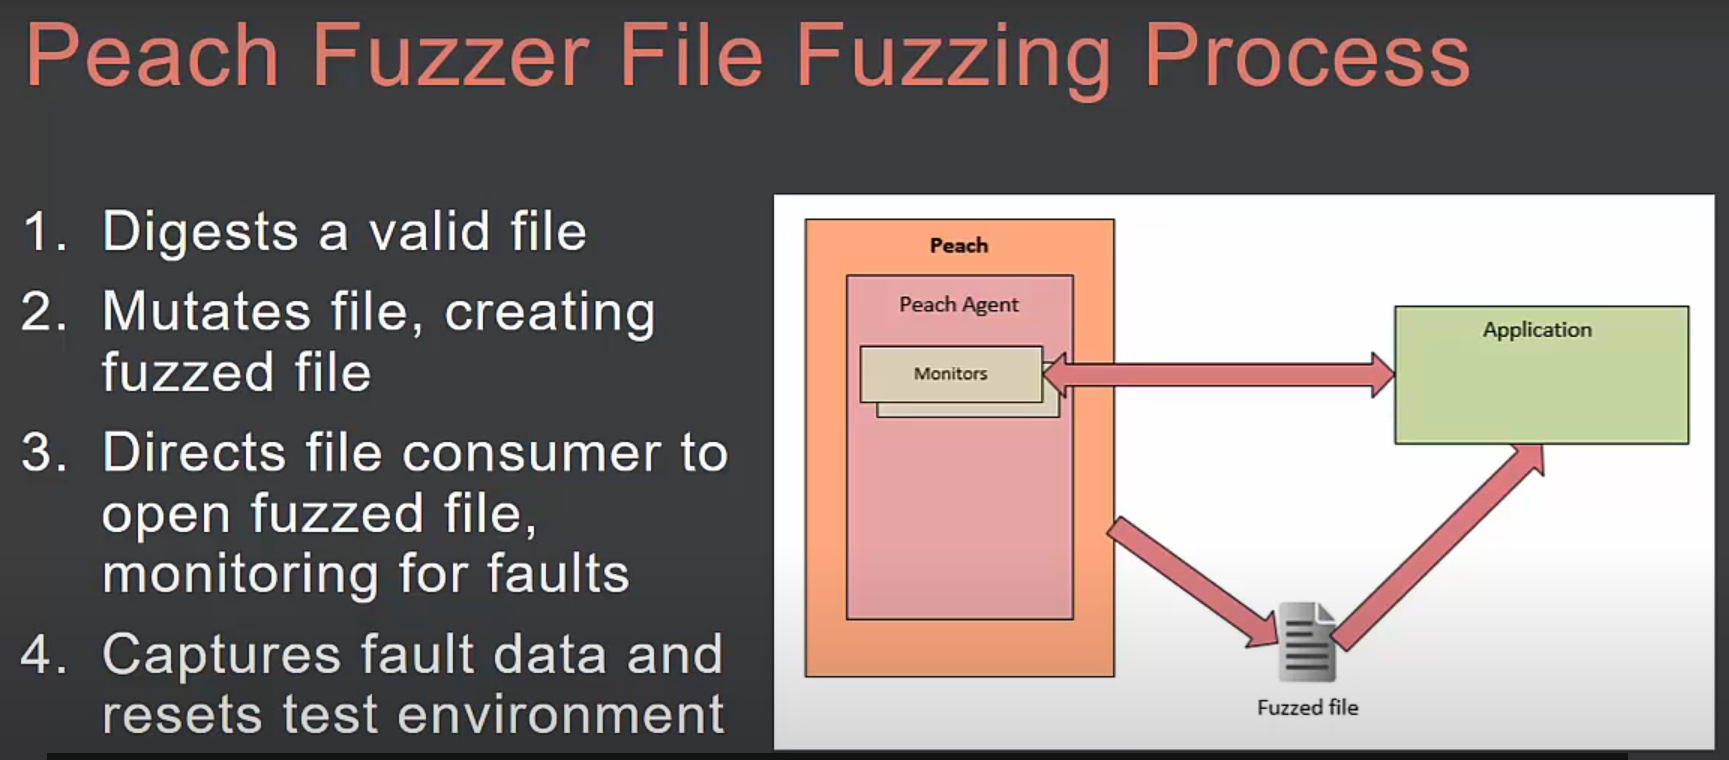 Peach Fuzzer File Fuzzing Process
1. Digests a valid file
2. Mutates file, creating
fuzzed file
3. Directs file consumer to
open fuzzed file,
monitoring for faults
4. Captures fault data and
resets test environment
Peach
Peach Agent
Monitors
Application
Fuzzed file